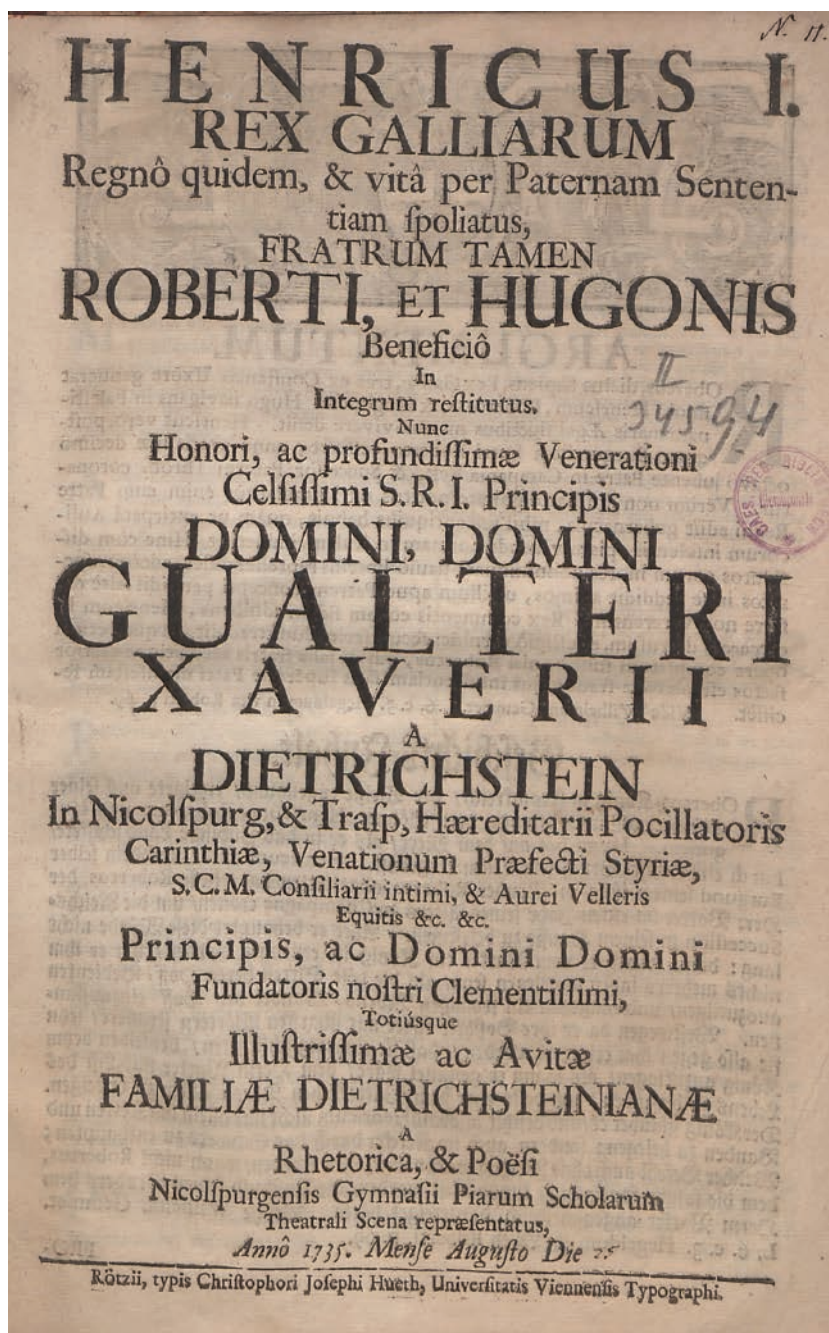 N. 11.
HENRICUS I.
REX GALLIARUM
Regnô quidem, & vitâ per Paternam Senten-
tiam ſpoliatus,
FRATRUM TAMEN
ROBERTI, ET HUGONIS
Beneficiô
In
Integrum reſtitutus.
Nunc
II
34594
Honori, ac profundiſſimæ Venerationi
Celſiſſimi S. R. I. Principis
DOMINI, DOMINI
GUALTERI
XAVERII
A
DIETRICHSTEIN
In Nicolſpurg, & Traſp, Hæreditarii Pocillatoris
Carinthiæ, Venationum Præfecti Styriæ,
S. C. M. Conſiliarii intimi, & Aurei Velleris
Equitis &c. &c.
Principis, ac Domini Domini
Fundatoris noſtri Clementiſſimi,
Totiúsque
Illuſtriſſimæ ac Avitæ
FAMILIÆ DIETRICHSTEINIANÆ
A
Rhetorica, & Poëſi
Nicolſpurgenſis Gymnaſii Piarum Scholarum
Theatrali Scena repræſentatus,
Annô 1735. Menſe Auguſto Die 25
Rötzii, typis Chriſtophori Joſephi Hueth, Univerſitatis Viennenſis Typographi.